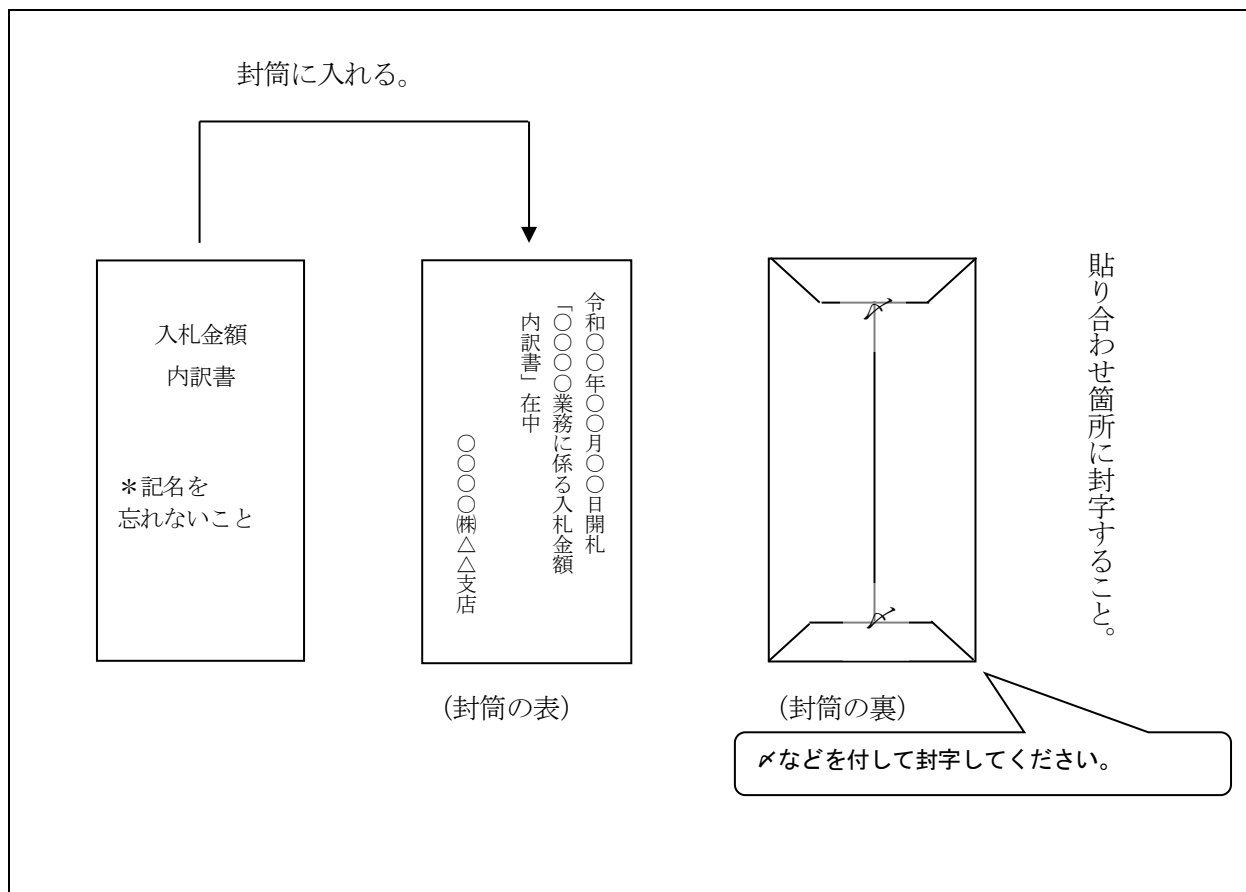 封筒に入れる。
入札金額
内訳書
＊記名を
忘れないこと
令和〇〇年〇〇月〇〇日開札
「〇〇〇〇業務に係る入札金額
内訳書」在中
〇〇〇〇㈱△△支店
〆
〆
貼り合わせ箇所に封字すること。
（封筒の表）
（封筒の裏）
〆などを付して封字してください。